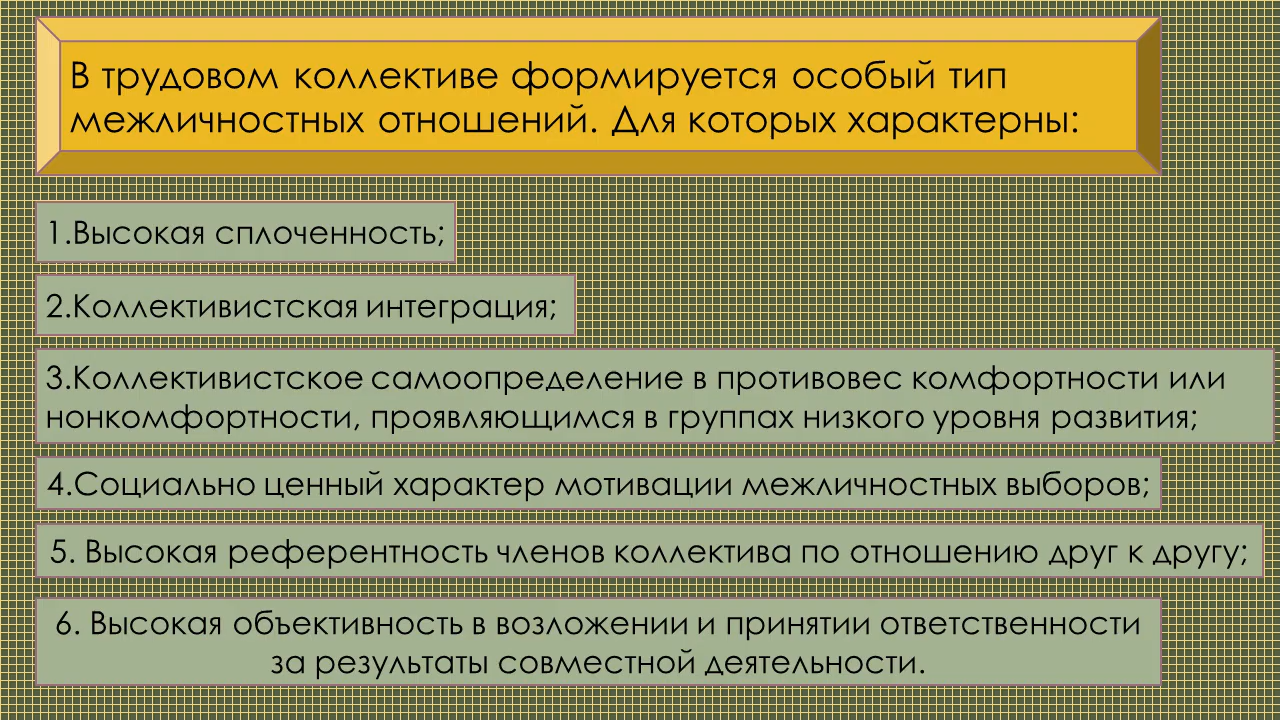 В трудовом коллективе формируется особый тип
межличностных отношений. Для которых характерны:
1.Высокая сплоченность;
2.Коллективистская интеграция;
3.Коллективистское самоопределение в противовес комфортности или
нонкомфортности, проявляющимся в группах низкого уровня развития;
4.Социально ценный характер мотивации межличностных выборов;
5. Высокая референтность членов коллектива по отношению друг к другу;
6. Высокая объективность в возложении и принятии ответственности
за результаты совместной деятельности.